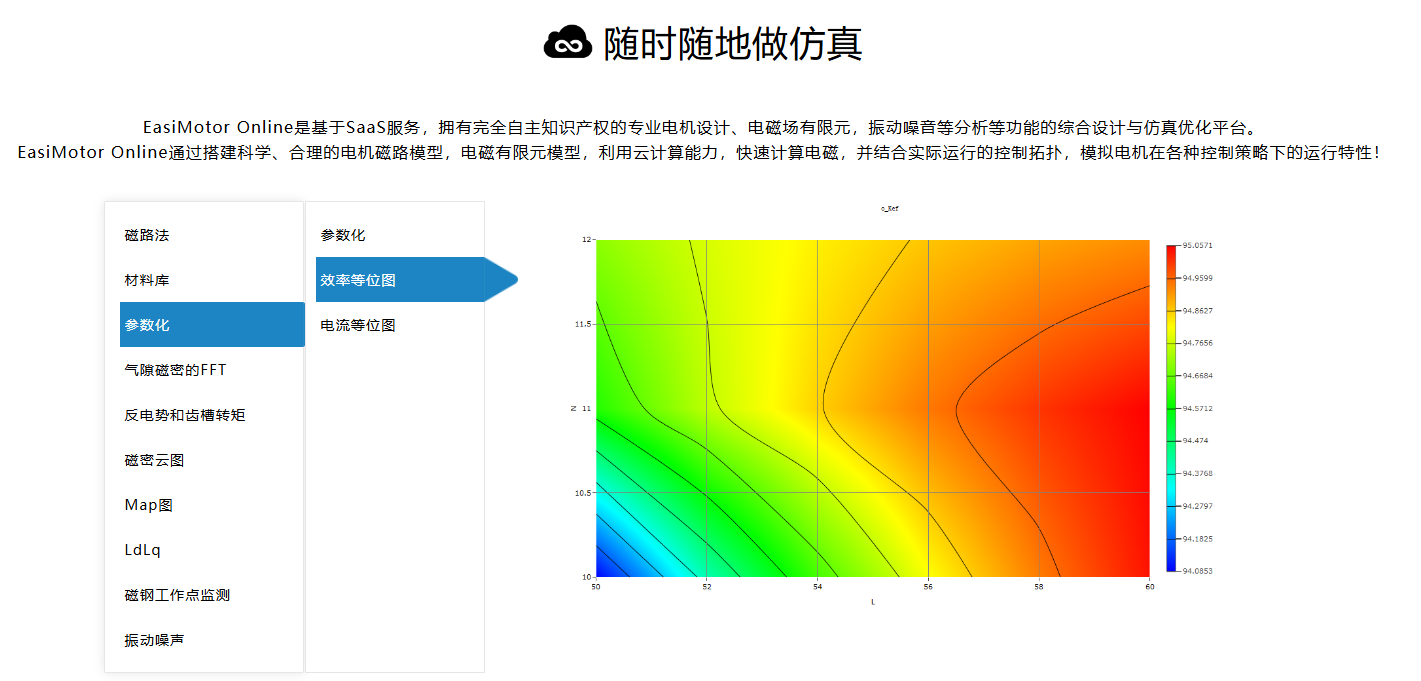 随时随地做仿真
EasiMotor Online是基于SaaS服务，拥有完全自主知识产权的专业电机设计、电磁场有限元，振动噪音等分析等功能的综合设计与仿真优化平台。
EasiMotor Online通过搭建科学、合理的电机磁路模型，电磁有限元模型，利用云计算能力，快速计算电磁，并结合实际运行的控制拓扑，模拟电机在各种控制策略下的运行特性！
磁路法
材料库
参数化
气隙磁密的FFT
反电势和齿槽转矩
磁密云图
Map图
LdLq
磁钢工作点监测
振动噪声
参数化
效率等位图
电流等位图
12
11.5
N 11
10.5
10
50 52 54 56 58 60
L
95.0571
94.9599
94.8627
94.7656
94.6684
94.5712
94.474
94.3768
94.2797
94.1825
94.0853